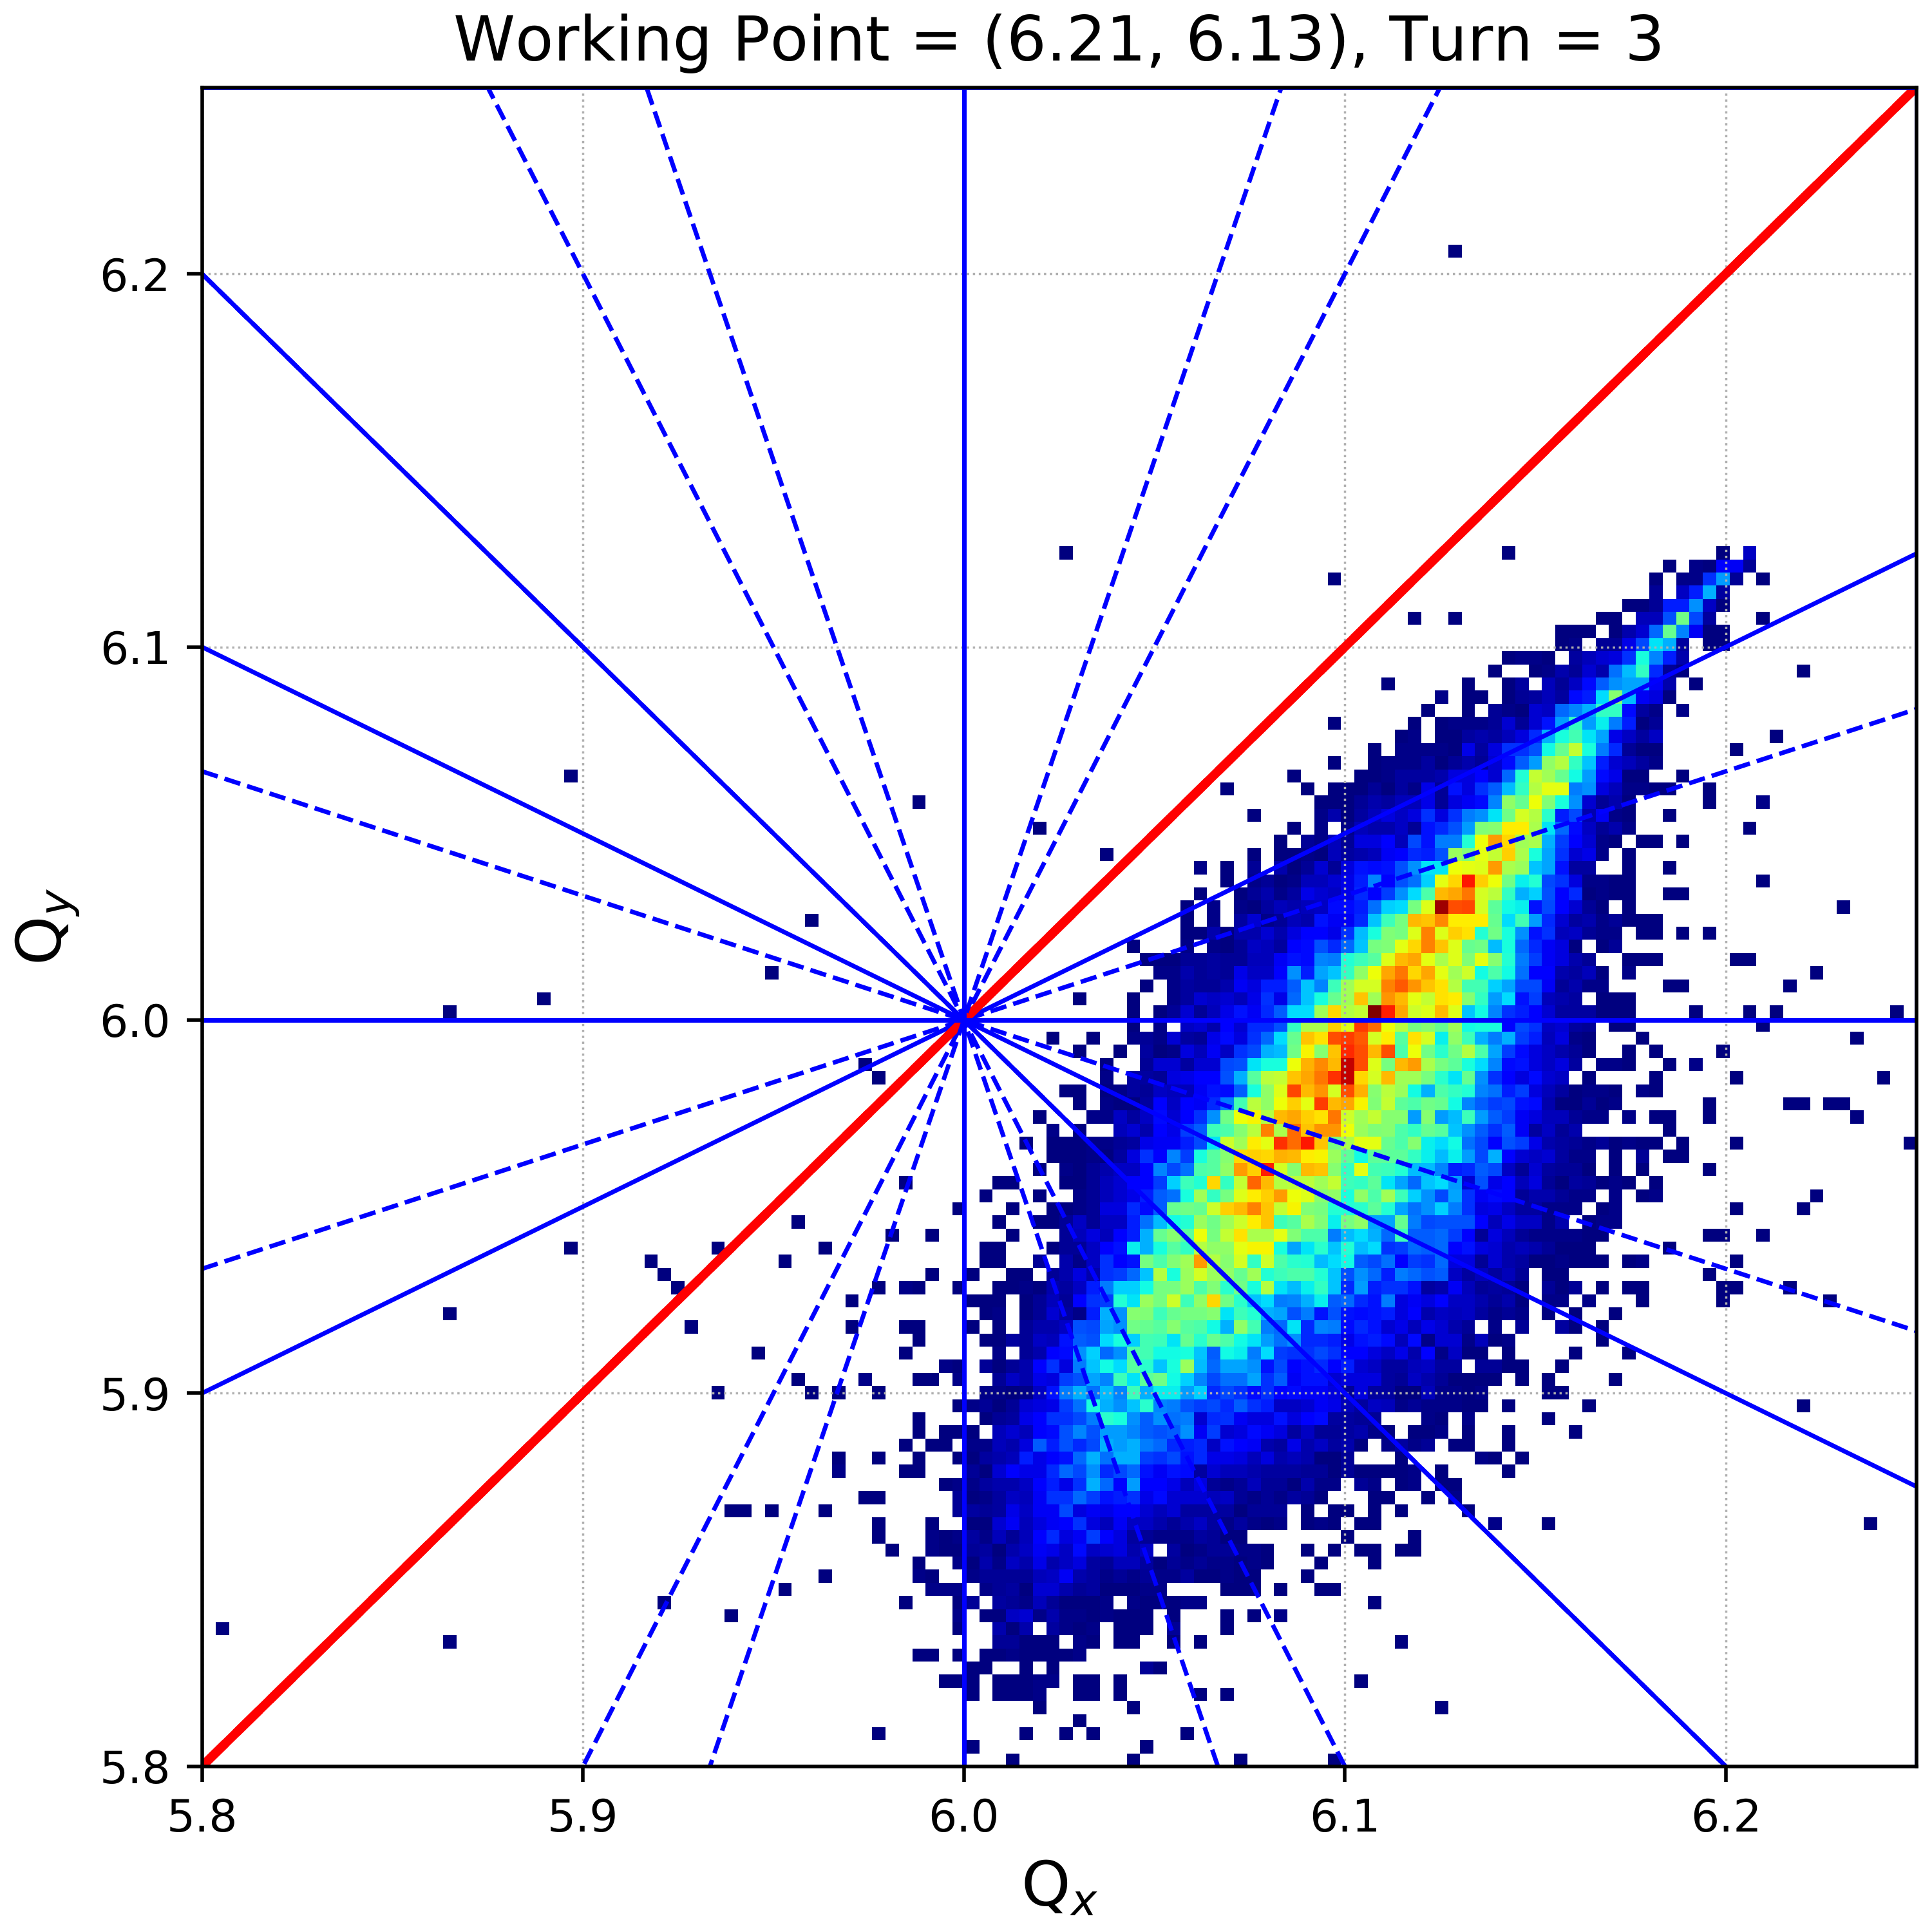 Working Point = (6.21, 6.13), Turn = 3
6.2
6.1
6.0
5.9
5.8
Qy
5.8 5.9 6.0 6.1 6.2
Qx